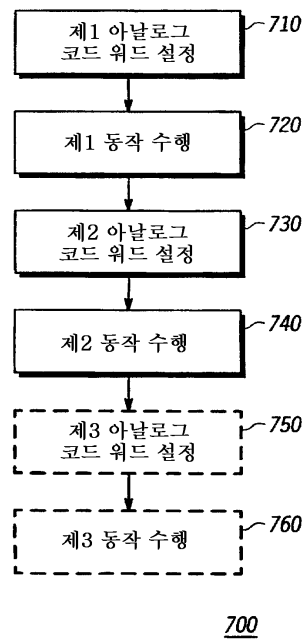 제1 아날로그
코드 워드 설정
710
제1 동작 수행
720
제2 아날로그
코드 워드 설정
730
제2 동작 수행
740
제3 아날로그
코드 워드 설정
750
제3 동작 수행
760
700